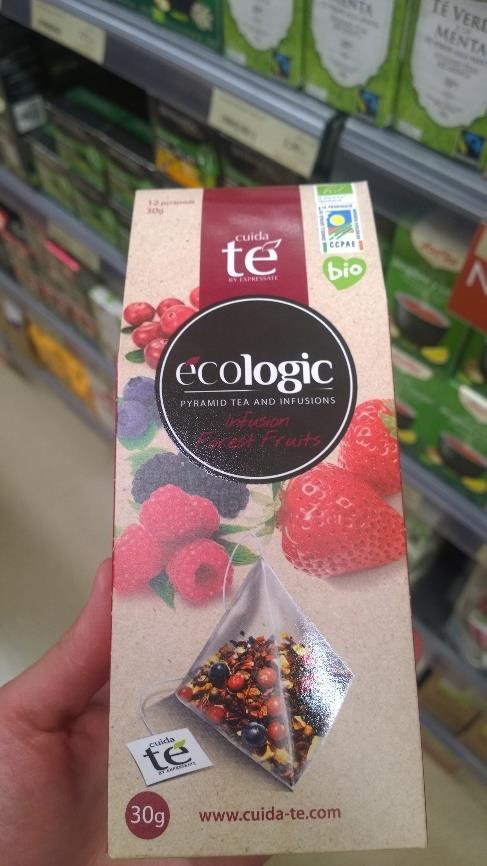 TÉ VERDE
MENTA
12 pyramids
30g
cuida
té
BY EXPRESSATE
CCPAE
bio
ecologic
PYRAMID TEA AND INFUSIONS
Infusion
Forest Fruits
cuida
té
BY EXPRESSATE
30g
www.cuida-te.com